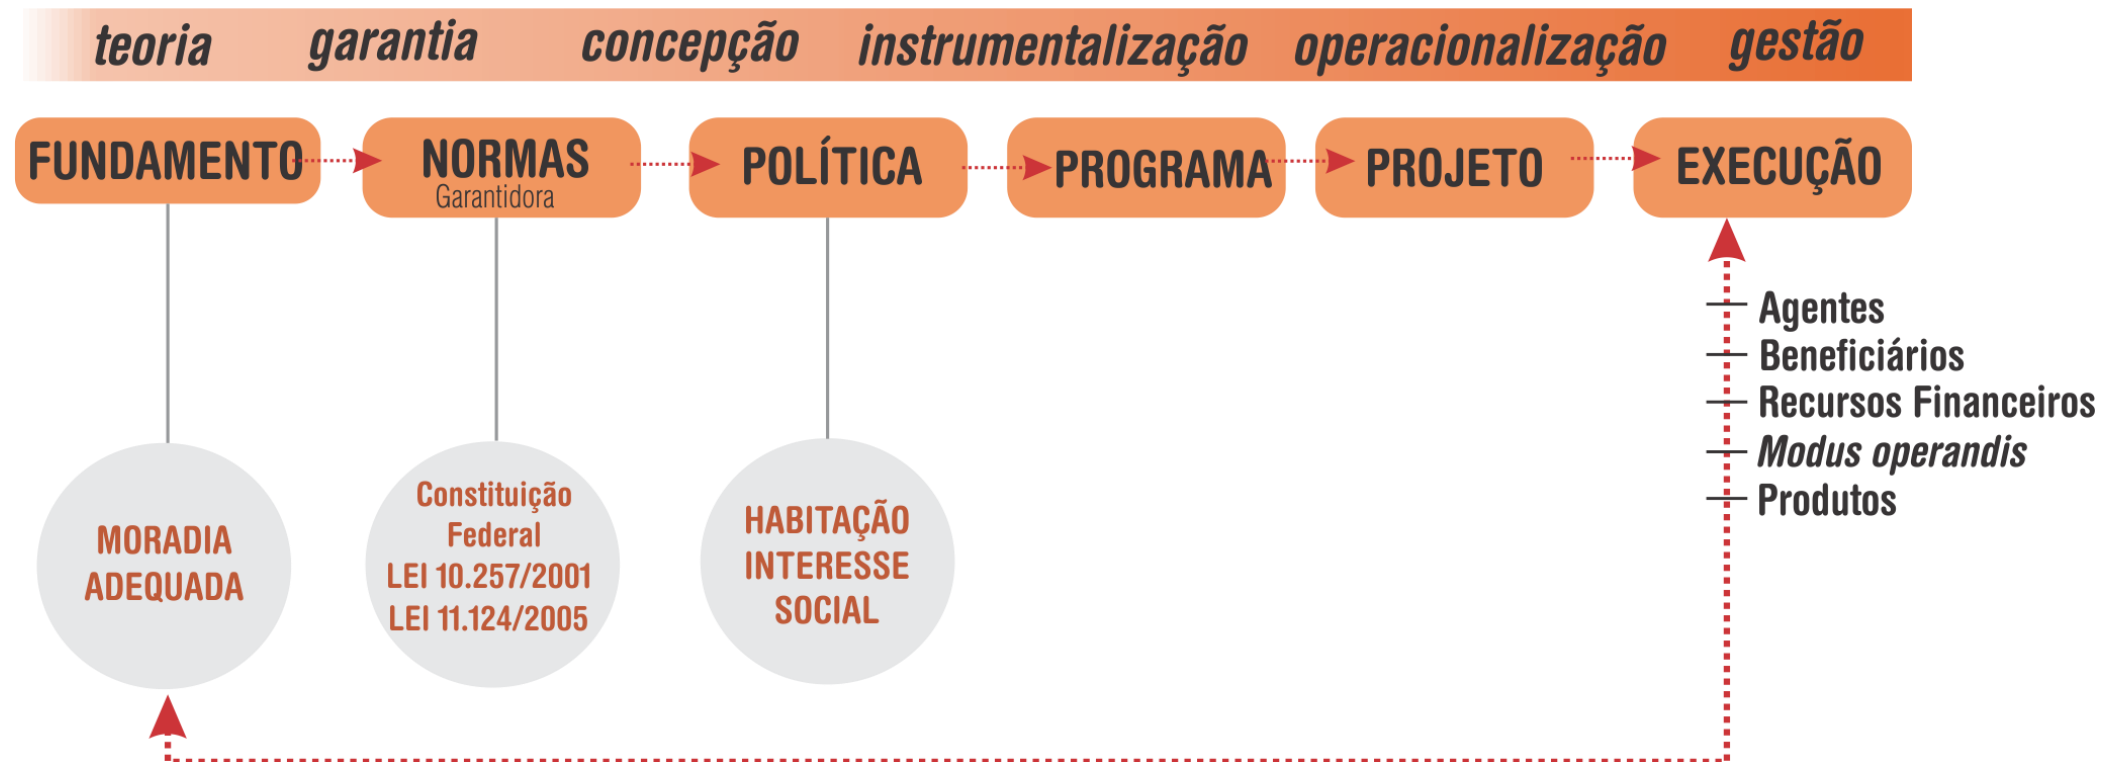 teoria garantia concepção instrumentalização operacionalização gestão
FUNDAMENTO
NORMAS
Garantidora
POLÍTICA
PROGRAMA
PROJETO
EXECUÇÃO
MORADIA
ADEQUADA
Constituição
Federal
LEI 10.257/2001
LEI 11.124/2005
HABITAÇÃO
INTERESSE
SOCIAL
Agentes
Beneficiários
Recursos Financeiros
Modus operandis
Produtos